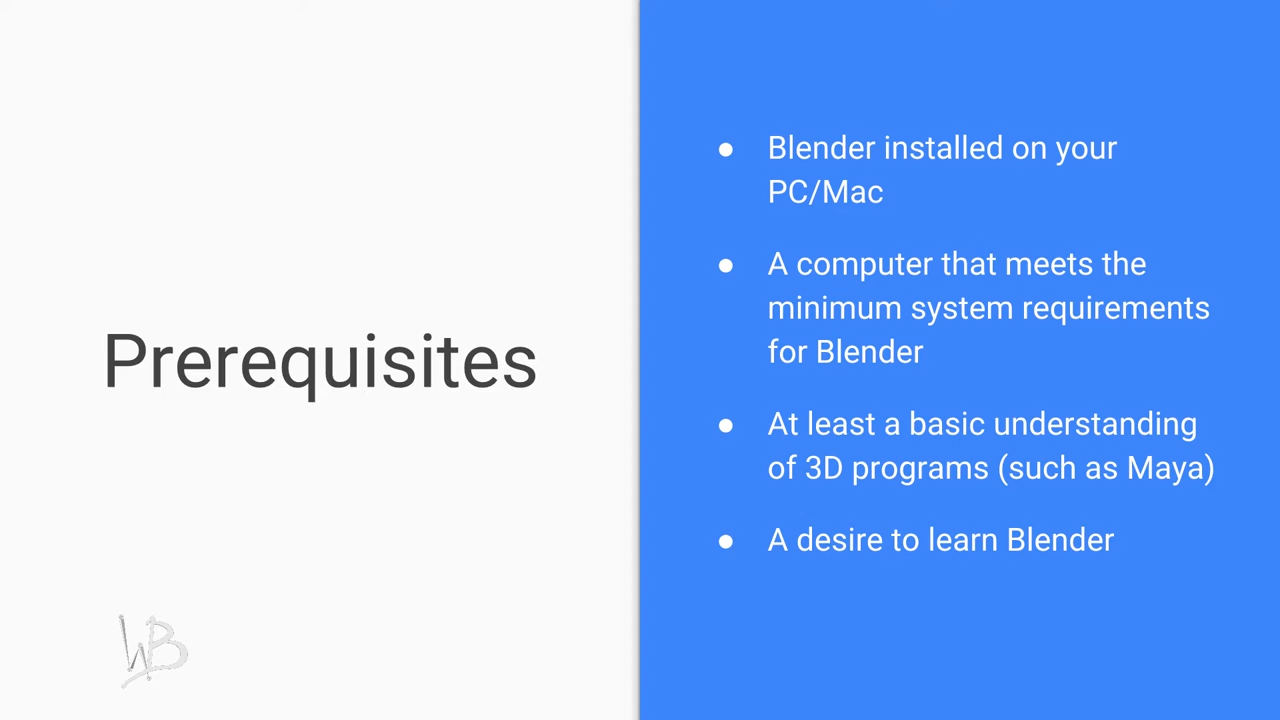 Prerequisites
● Blender installed on your
PC/Mac
● A computer that meets the
minimum system requirements
for Blender
● At least a basic understanding
of 3D programs (such as Maya)
● A desire to learn Blender
WB